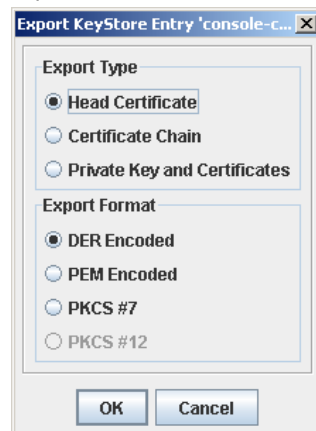 Export KeyStore Entry 'console-c...
Export Type
Head Certificate
Certificate Chain
Private Key and Certificates
Export Format
DER Encoded
PEM Encoded
PKCS #7
PKCS #12
OK Cancel